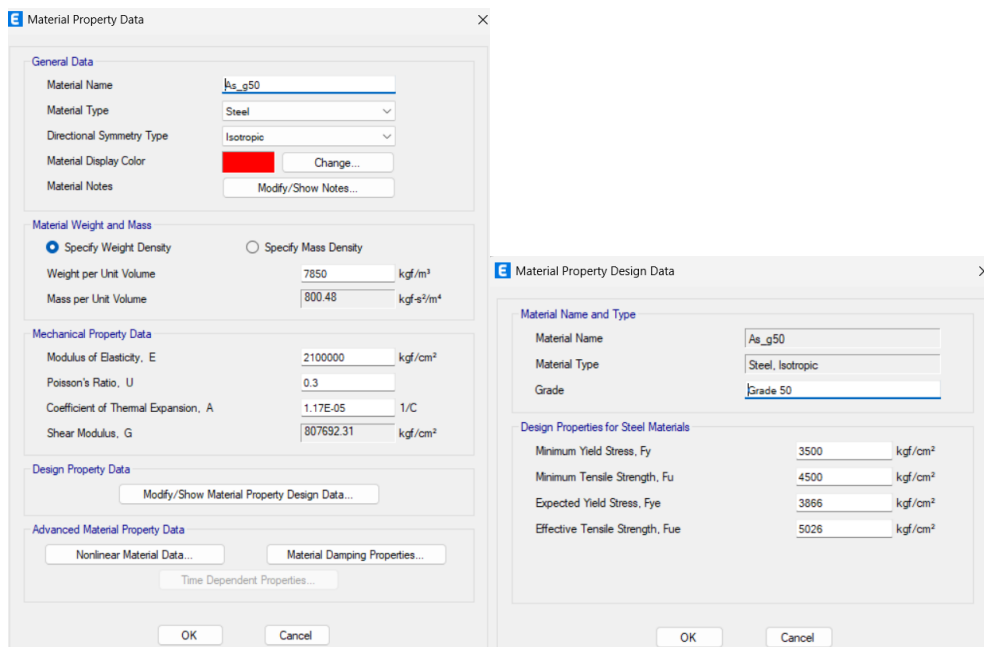 E Material Property Data
General Data
Material Name As_g50
Material Type Steel
Directional Symmetry Type Isotropic
Material Display Color Change...
Material Notes Modify/Show Notes...
Material Weight and Mass
Specify Weight Density Specify Mass Density
Weight per Unit Volume 7850 kgf/m³
Mass per Unit Volume 800.48 kgf-s²/m⁴
Mechanical Property Data
Modulus of Elasticity, E 2100000 kgf/cm²
Poisson's Ratio, U 0.3
Coefficient of Thermal Expansion, A 1.17E-05 1/C
Shear Modulus, G 807692.31 kgf/cm²
Design Property Data
Modify/Show Material Property Design Data...
Advanced Material Property Data
Nonlinear Material Data... Material Damping Properties...
Time Dependent Properties...
OK Cancel
E Material Property Design Data
Material Name and Type
Material Name As_g50
Material Type Steel, Isotropic
Grade Grade 50
Design Properties for Steel Materials
Minimum Yield Stress, Fy 3500 kgf/cm²
Minimum Tensile Strength, Fu 4500 kgf/cm²
Expected Yield Stress, Fye 3866 kgf/cm²
Effective Tensile Strength, Fue 5026 kgf/cm²
OK Cancel